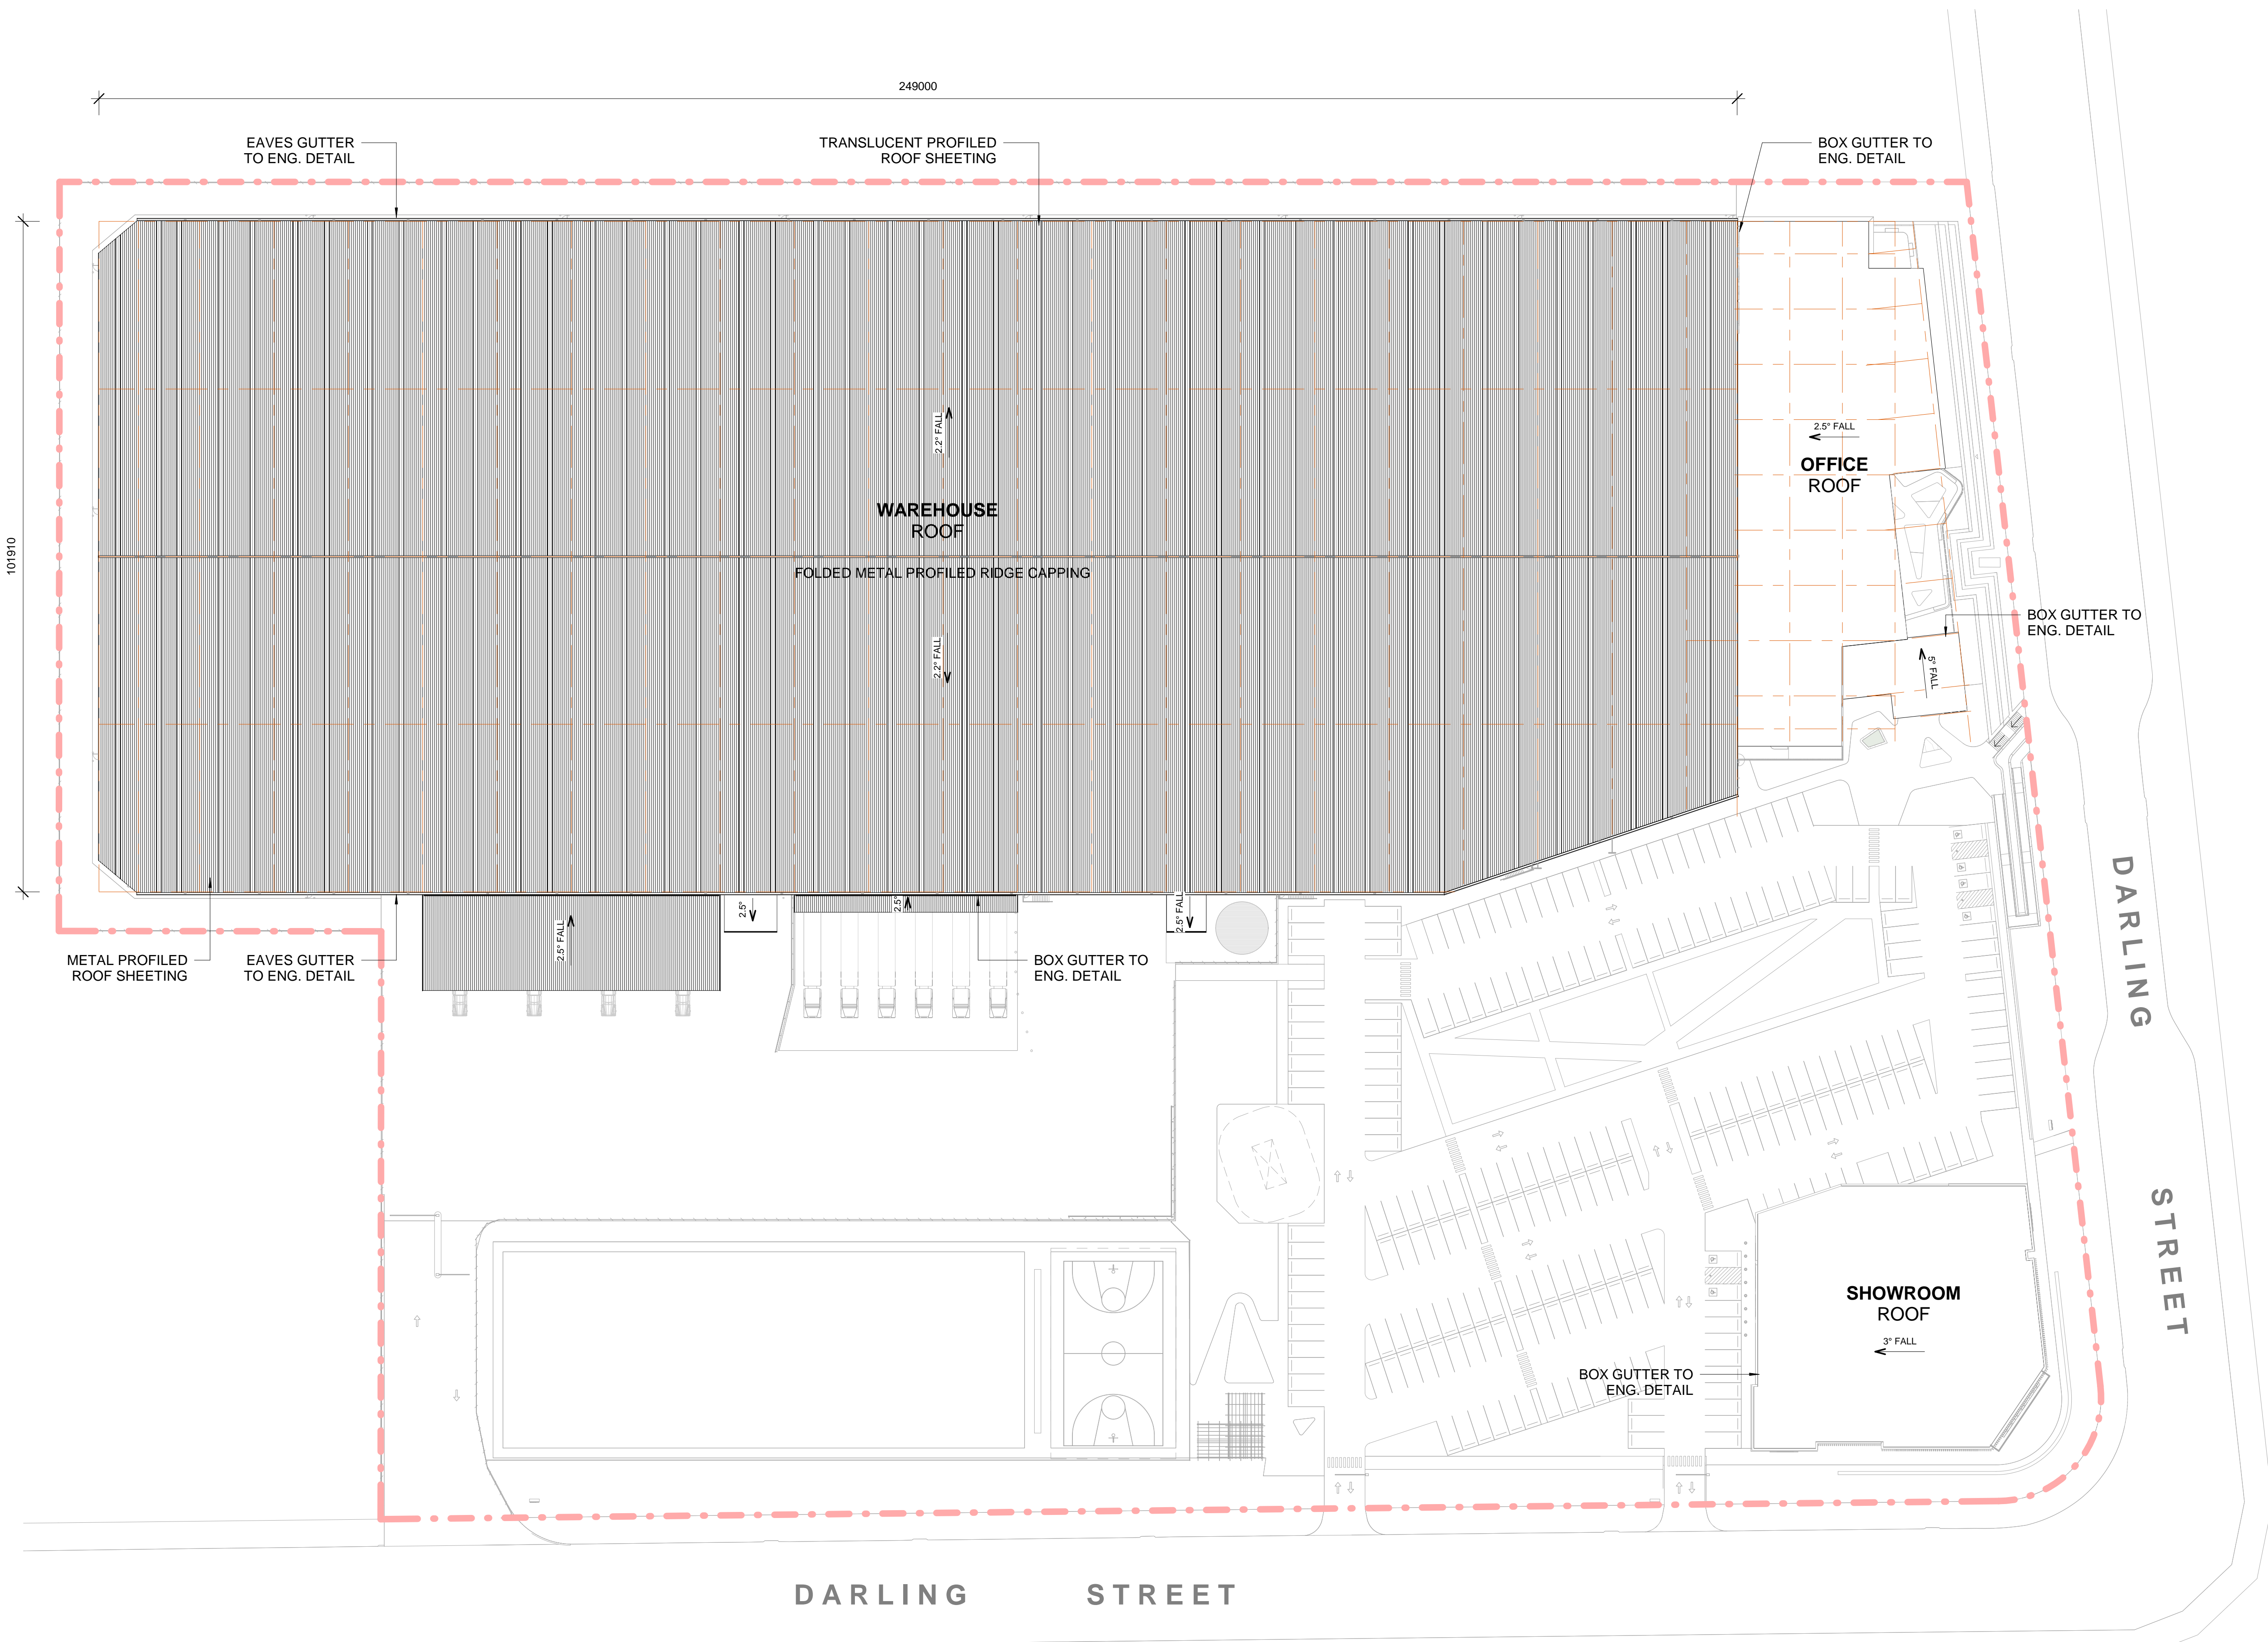 249000
EAVES GUTTER
TO ENG. DETAIL
TRANSLUCENT PROFILED
ROOF SHEETING
BOX GUTTER TO
ENG. DETAIL
101910
2.2° FALL
2.5° FALL
OFFICE
ROOF
WAREHOUSE
ROOF
FOLDED METAL PROFILED RIDGE CAPPING
2.2° FALL
BOX GUTTER TO
ENG. DETAIL
5° FALL
2.5° FALL
2.5°
2.5°
2.5° FALL
METAL PROFILED
ROOF SHEETING
EAVES GUTTER
TO ENG. DETAIL
BOX GUTTER TO
ENG. DETAIL
DARLING
STREET
SHOWROOM
ROOF
3° FALL
BOX GUTTER TO
ENG. DETAIL
DARLING STREET